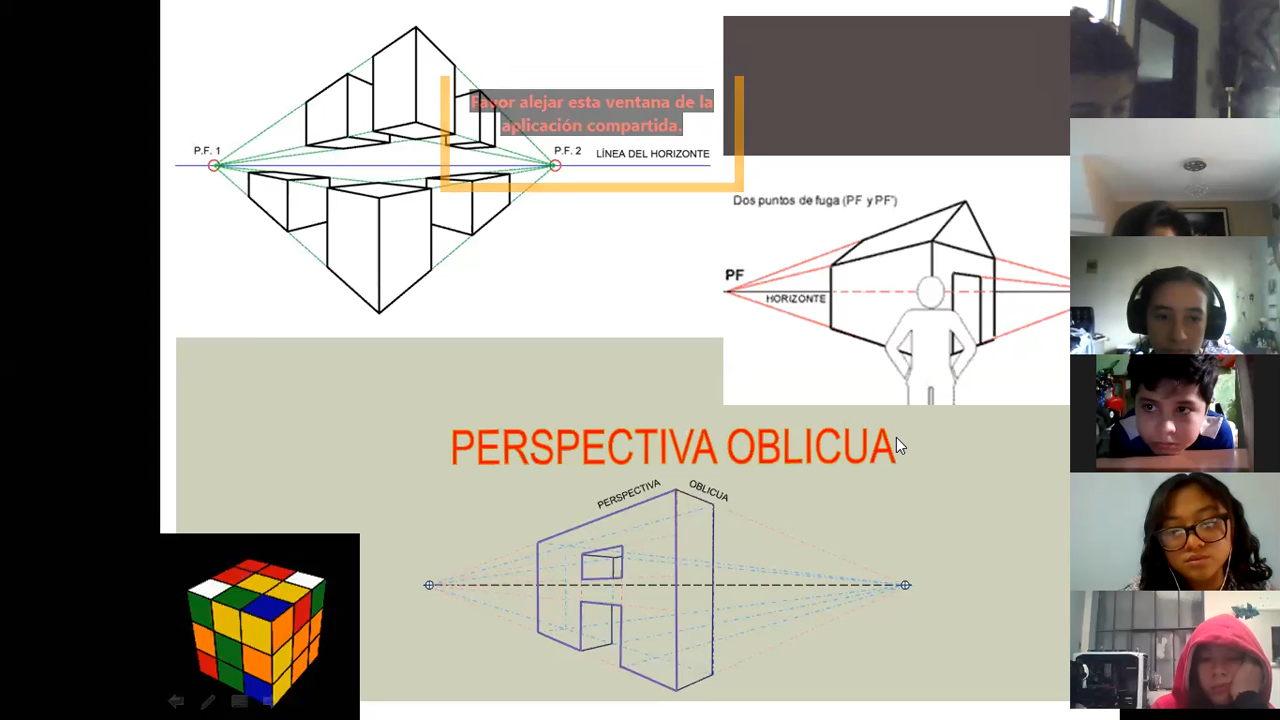 Favor alejar esta ventana de la
aplicación compartida.
P.F. 1
P.F. 2
LÍNEA DEL HORIZONTE
Dos puntos de fuga (PF y PF')
PF
HORIZONTE
PERSPECTIVA OBLICUA
PERSPECTIVA
OBLICUA